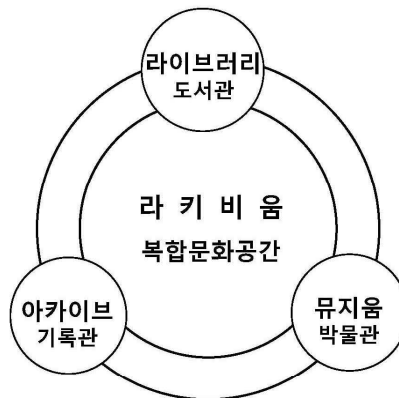 라이브러리
도서관
라 키 비 움
복합문화공간
아카이브
기록관
뮤지움
박물관